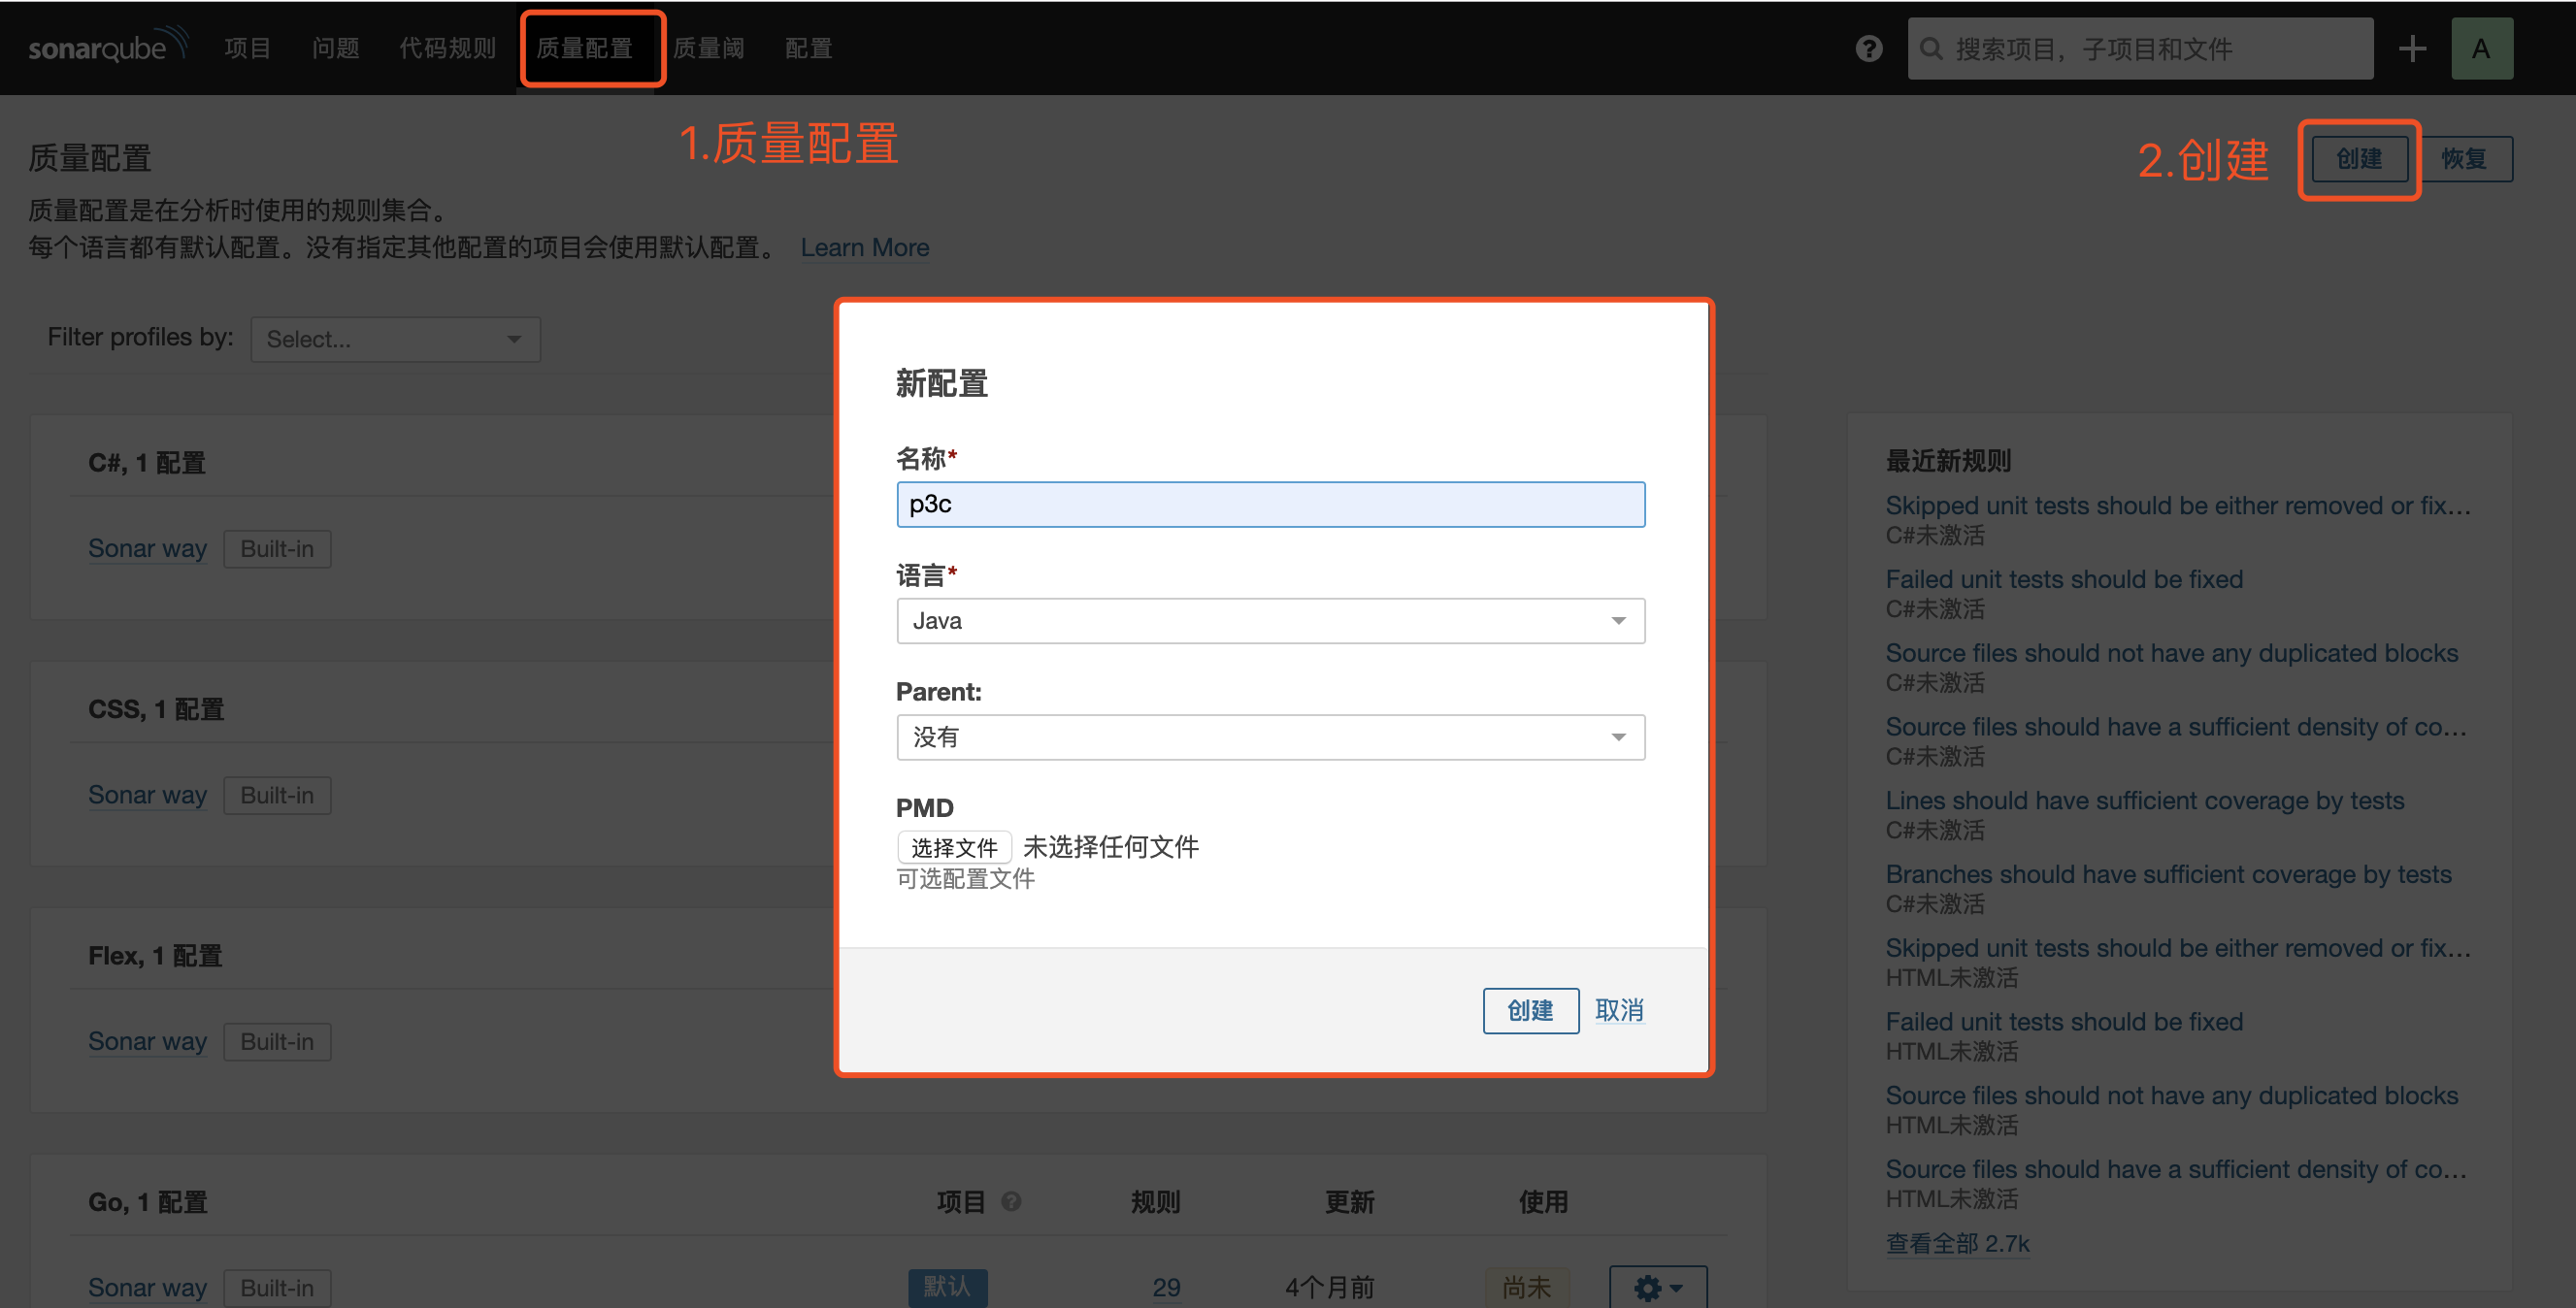 sonarqube 项目 问题 代码规则 质量配置 质量阈 配置 搜索项目，子项目和文件 A
1.质量配置
2.创建 创建 恢复
质量配置
质量配置是在分析时使用的规则集合。
每个语言都有默认配置。没有指定其他配置的项目会使用默认配置。 Learn More
Filter profiles by: Select...
C#, 1 配置
Sonar way Built-in
CSS, 1 配置
Sonar way Built-in
Flex, 1 配置
Sonar way Built-in
Go, 1 配置 项目 规则 更新 使用
Sonar way Built-in 默认 29 4个月前 尚未
新配置
名称*
p3c
语言*
Java
Parent:
没有
PMD
选择文件 未选择任何文件
可选配置文件
创建 取消
最近新规则
Skipped unit tests should be either removed or fix...
C#未激活
Failed unit tests should be fixed
C#未激活
Source files should not have any duplicated blocks
C#未激活
Source files should have a sufficient density of co...
C#未激活
Lines should have sufficient coverage by tests
C#未激活
Branches should have sufficient coverage by tests
C#未激活
Skipped unit tests should be either removed or fix...
HTML未激活
Failed unit tests should be fixed
HTML未激活
Source files should not have any duplicated blocks
HTML未激活
Source files should have a sufficient density of co...
HTML未激活
查看全部 2.7k